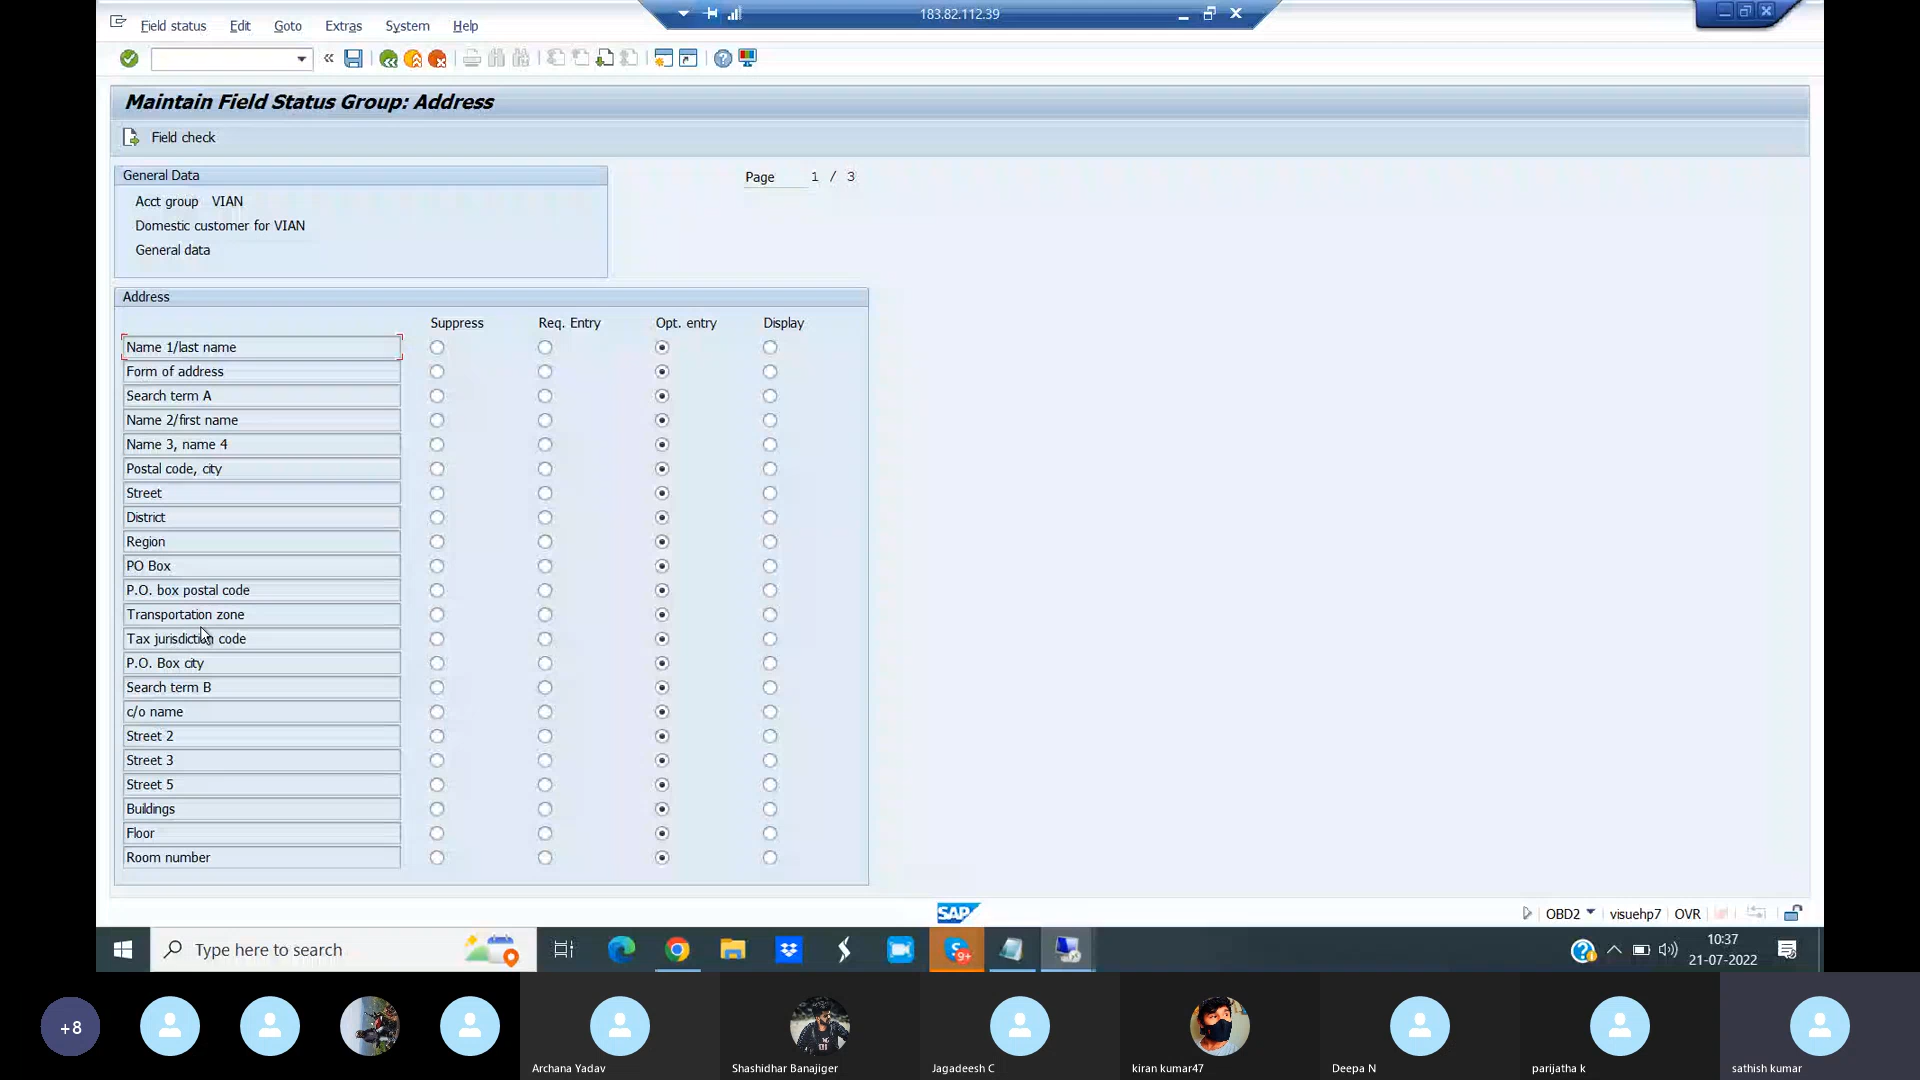 183.82.112.39
Field status Edit Goto Extras System Help
Maintain Field Status Group: Address
Field check
General Data
Page 1 / 3
Acct group VIAN
Domestic customer for VIAN
General data
Address
Suppress Req. Entry Opt. entry Display
Name 1/last name
Form of address
Search term A
Name 2/first name
Name 3, name 4
Postal code, city
Street
District
Region
PO Box
P.O. box postal code
Transportation zone
Tax jurisdiction code
P.O. Box city
Search term B
c/o name
Street 2
Street 3
Street 5
Buildings
Floor
Room number
SAP
OBD2 visuehp7 OVR
Type here to search
9+
10:37
21-07-2022
+8
Archana Yadav
Shashidhar Banajiger
Jagadeesh C
kiran kumar47
Deepa N
parijatha k
sathish kumar